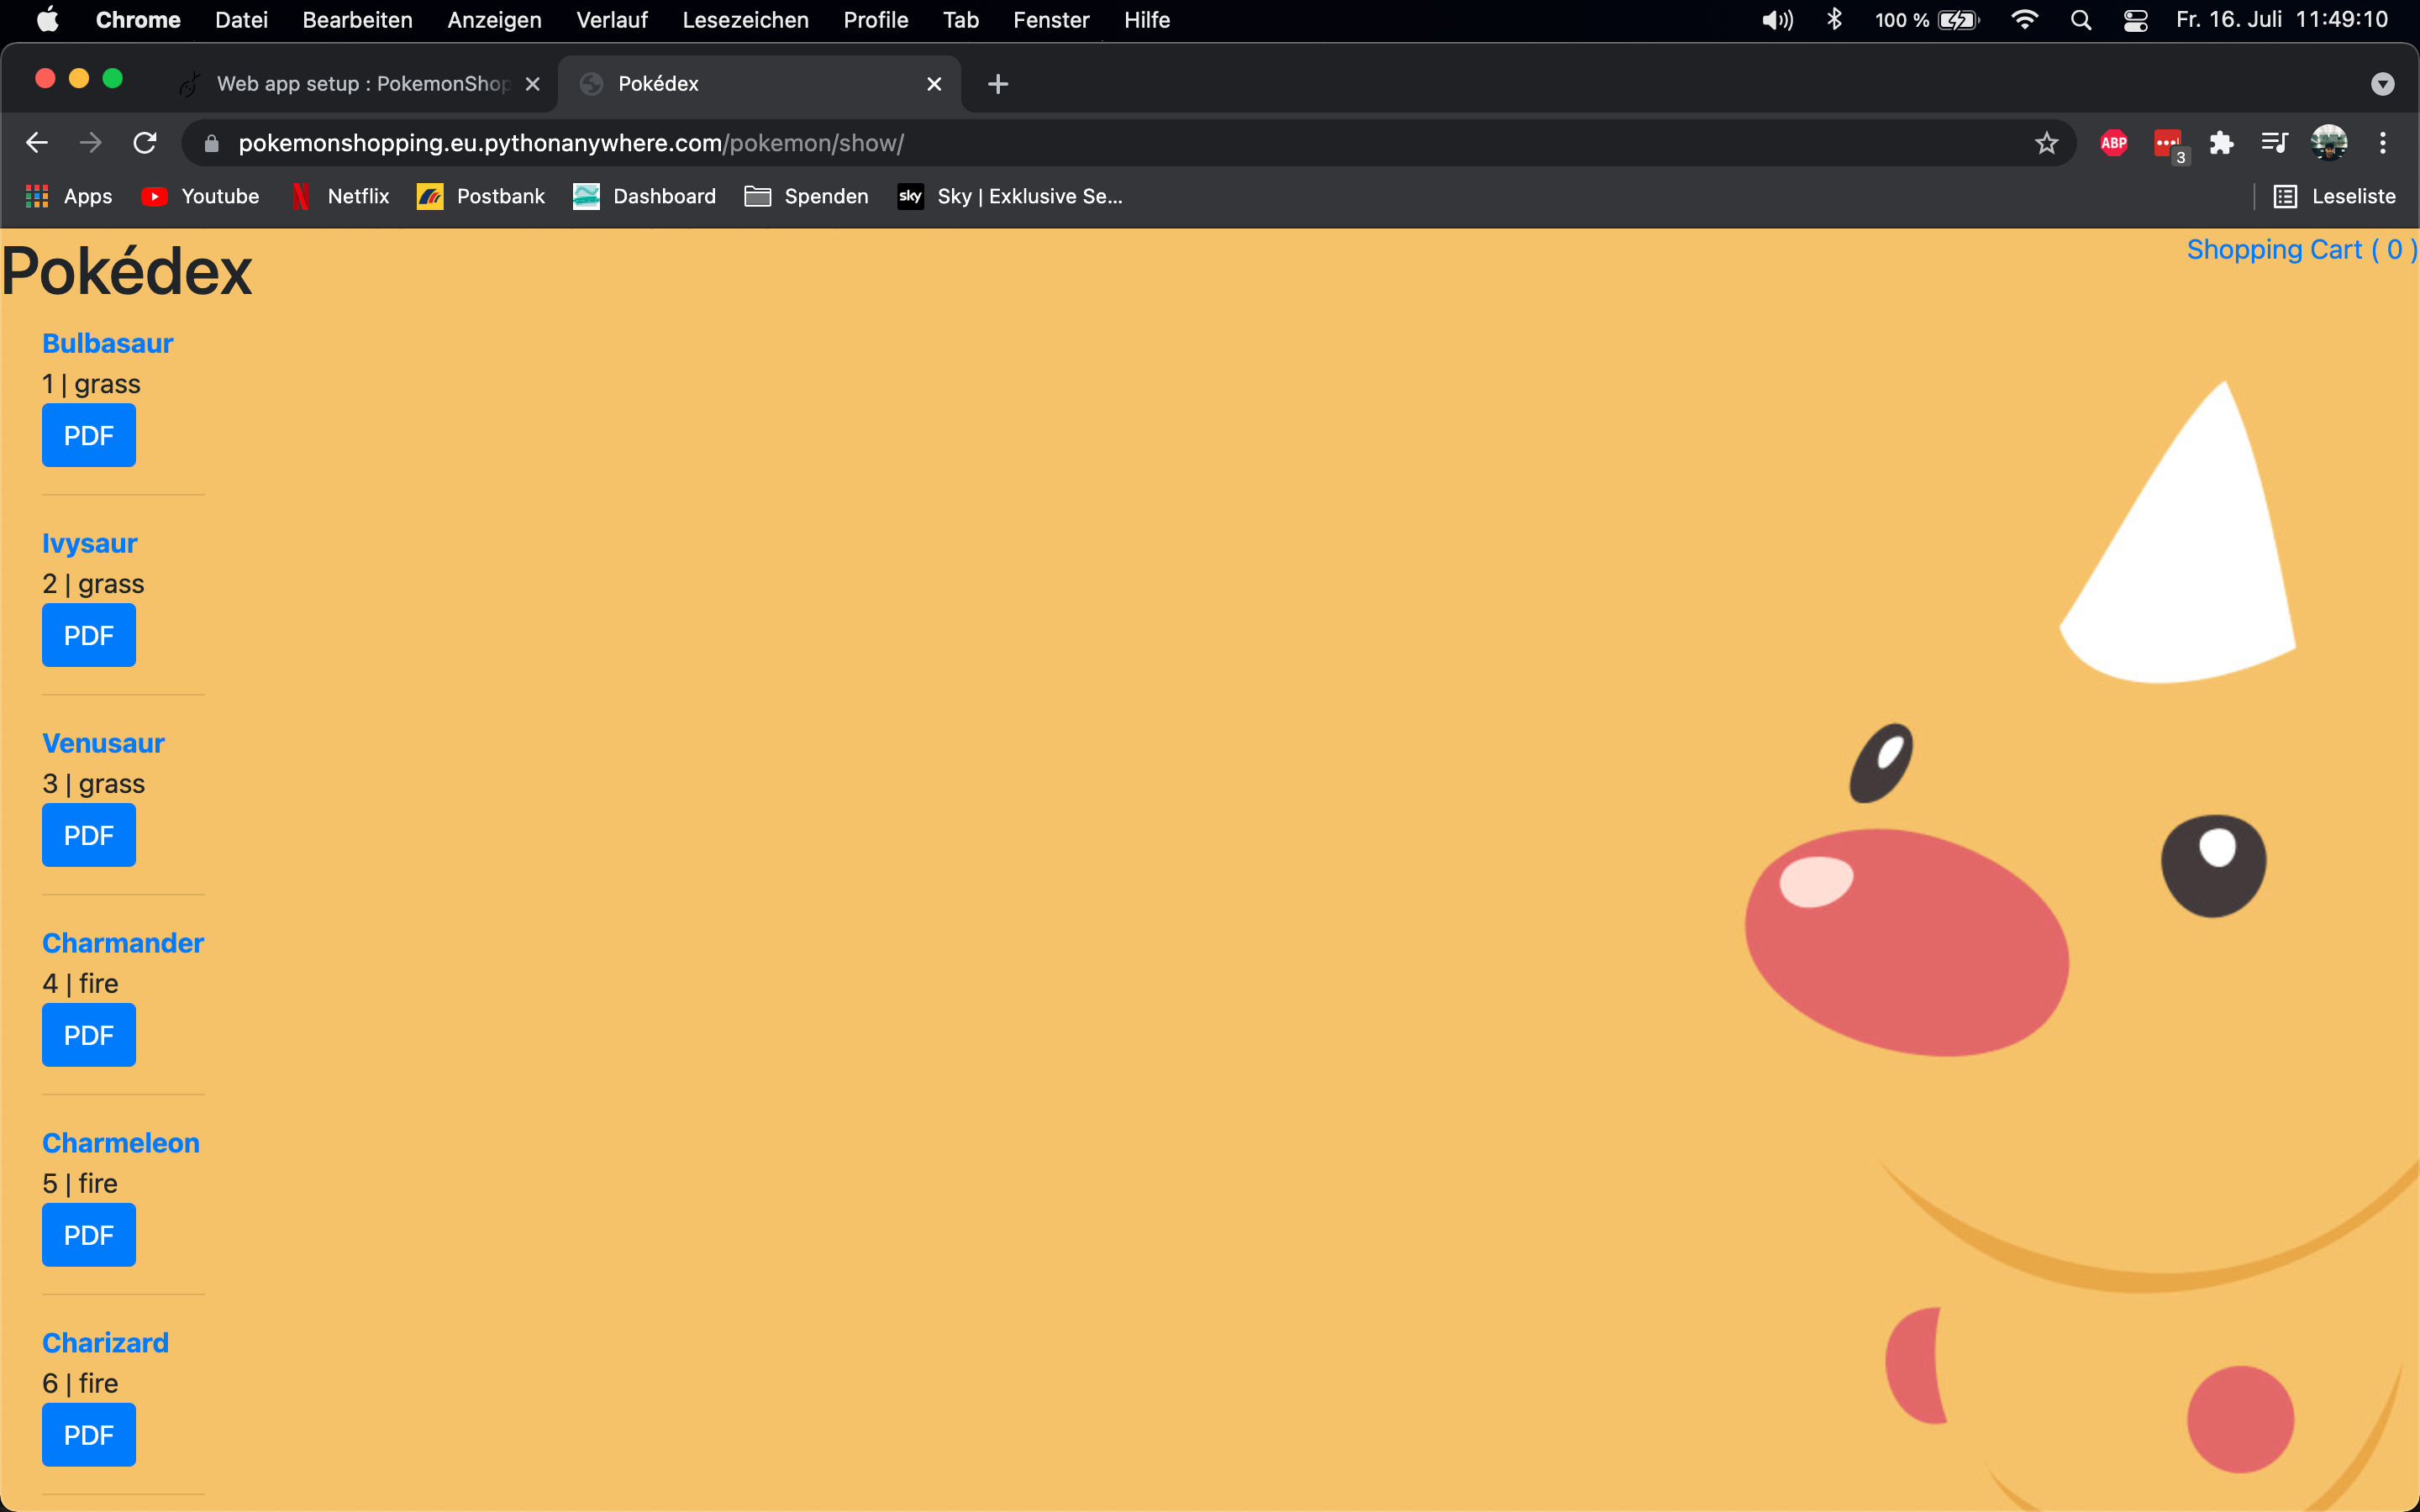 Chrome Datei Bearbeiten Anzeigen Verlauf Lesezeichen Profile Tab Fenster Hilfe 100 % Fr. 16. Juli 11:49:10
Web app setup : PokemonShop Pokédex
pokemonshopping.eu.pythonanywhere.com/pokemon/show/ ABP 3
Apps Youtube Netflix Postbank Dashboard Spenden sky Sky | Exklusive Se... Leseliste
Pokédex Shopping Cart ( 0 )
Bulbasaur
1 | grass
PDF
Ivysaur
2 | grass
PDF
Venusaur
3 | grass
PDF
Charmander
4 | fire
PDF
Charmeleon
5 | fire
PDF
Charizard
6 | fire
PDF